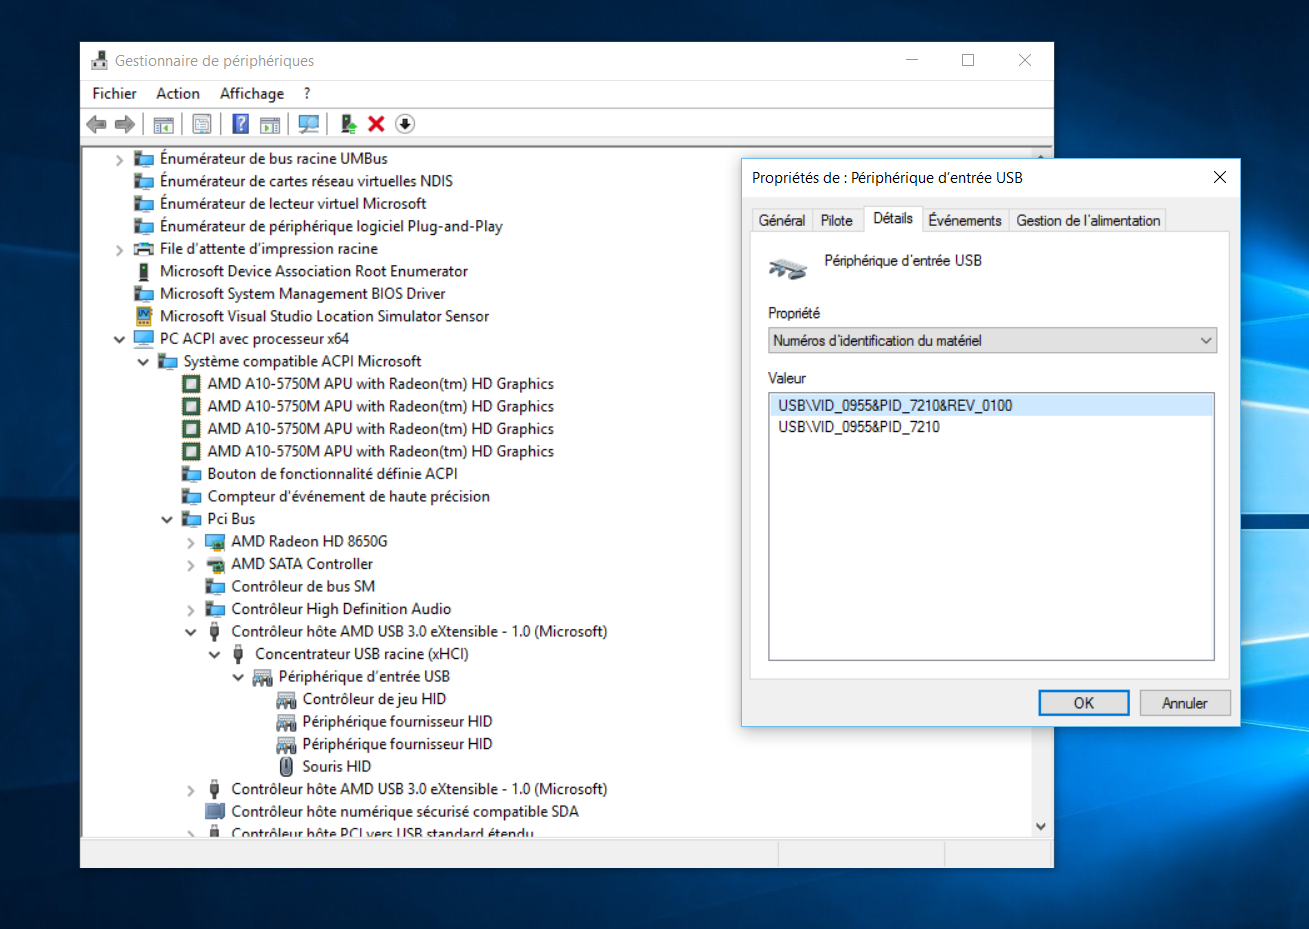 Gestionnaire de périphériques
Fichier Action Affichage ?
Énumérateur de bus racine UMBus
Énumérateur de cartes réseau virtuelles NDIS
Énumérateur de lecteur virtuel Microsoft
Énumérateur de périphérique logiciel Plug-and-Play
File d'attente d'impression racine
Microsoft Device Association Root Enumerator
Microsoft System Management BIOS Driver
Microsoft Visual Studio Location Simulator Sensor
PC ACPI avec processeur x64
Système compatible ACPI Microsoft
AMD A10-5750M APU with Radeon(tm) HD Graphics
AMD A10-5750M APU with Radeon(tm) HD Graphics
AMD A10-5750M APU with Radeon(tm) HD Graphics
AMD A10-5750M APU with Radeon(tm) HD Graphics
Bouton de fonctionnalité définie ACPI
Compteur d'événement de haute précision
Pci Bus
AMD Radeon HD 8650G
AMD SATA Controller
Contrôleur de bus SM
Contrôleur High Definition Audio
Contrôleur hôte AMD USB 3.0 eXtensible - 1.0 (Microsoft)
Concentrateur USB racine (xHCI)
Périphérique d'entrée USB
Contrôleur de jeu HID
Périphérique fournisseur HID
Périphérique fournisseur HID
Souris HID
Contrôleur hôte AMD USB 3.0 eXtensible - 1.0 (Microsoft)
Contrôleur hôte numérique sécurisé compatible SDA
Contrôleur hôte PCI vers USB standard étendu
Propriétés de : Périphérique d'entrée USB
Général Pilote Détails Événements Gestion de l'alimentation
Périphérique d'entrée USB
Propriété
Numéros d'identification du matériel
Valeur
USB\VID_0955&PID_7210&REV_0100
USB\VID_0955&PID_7210
OK Annuler